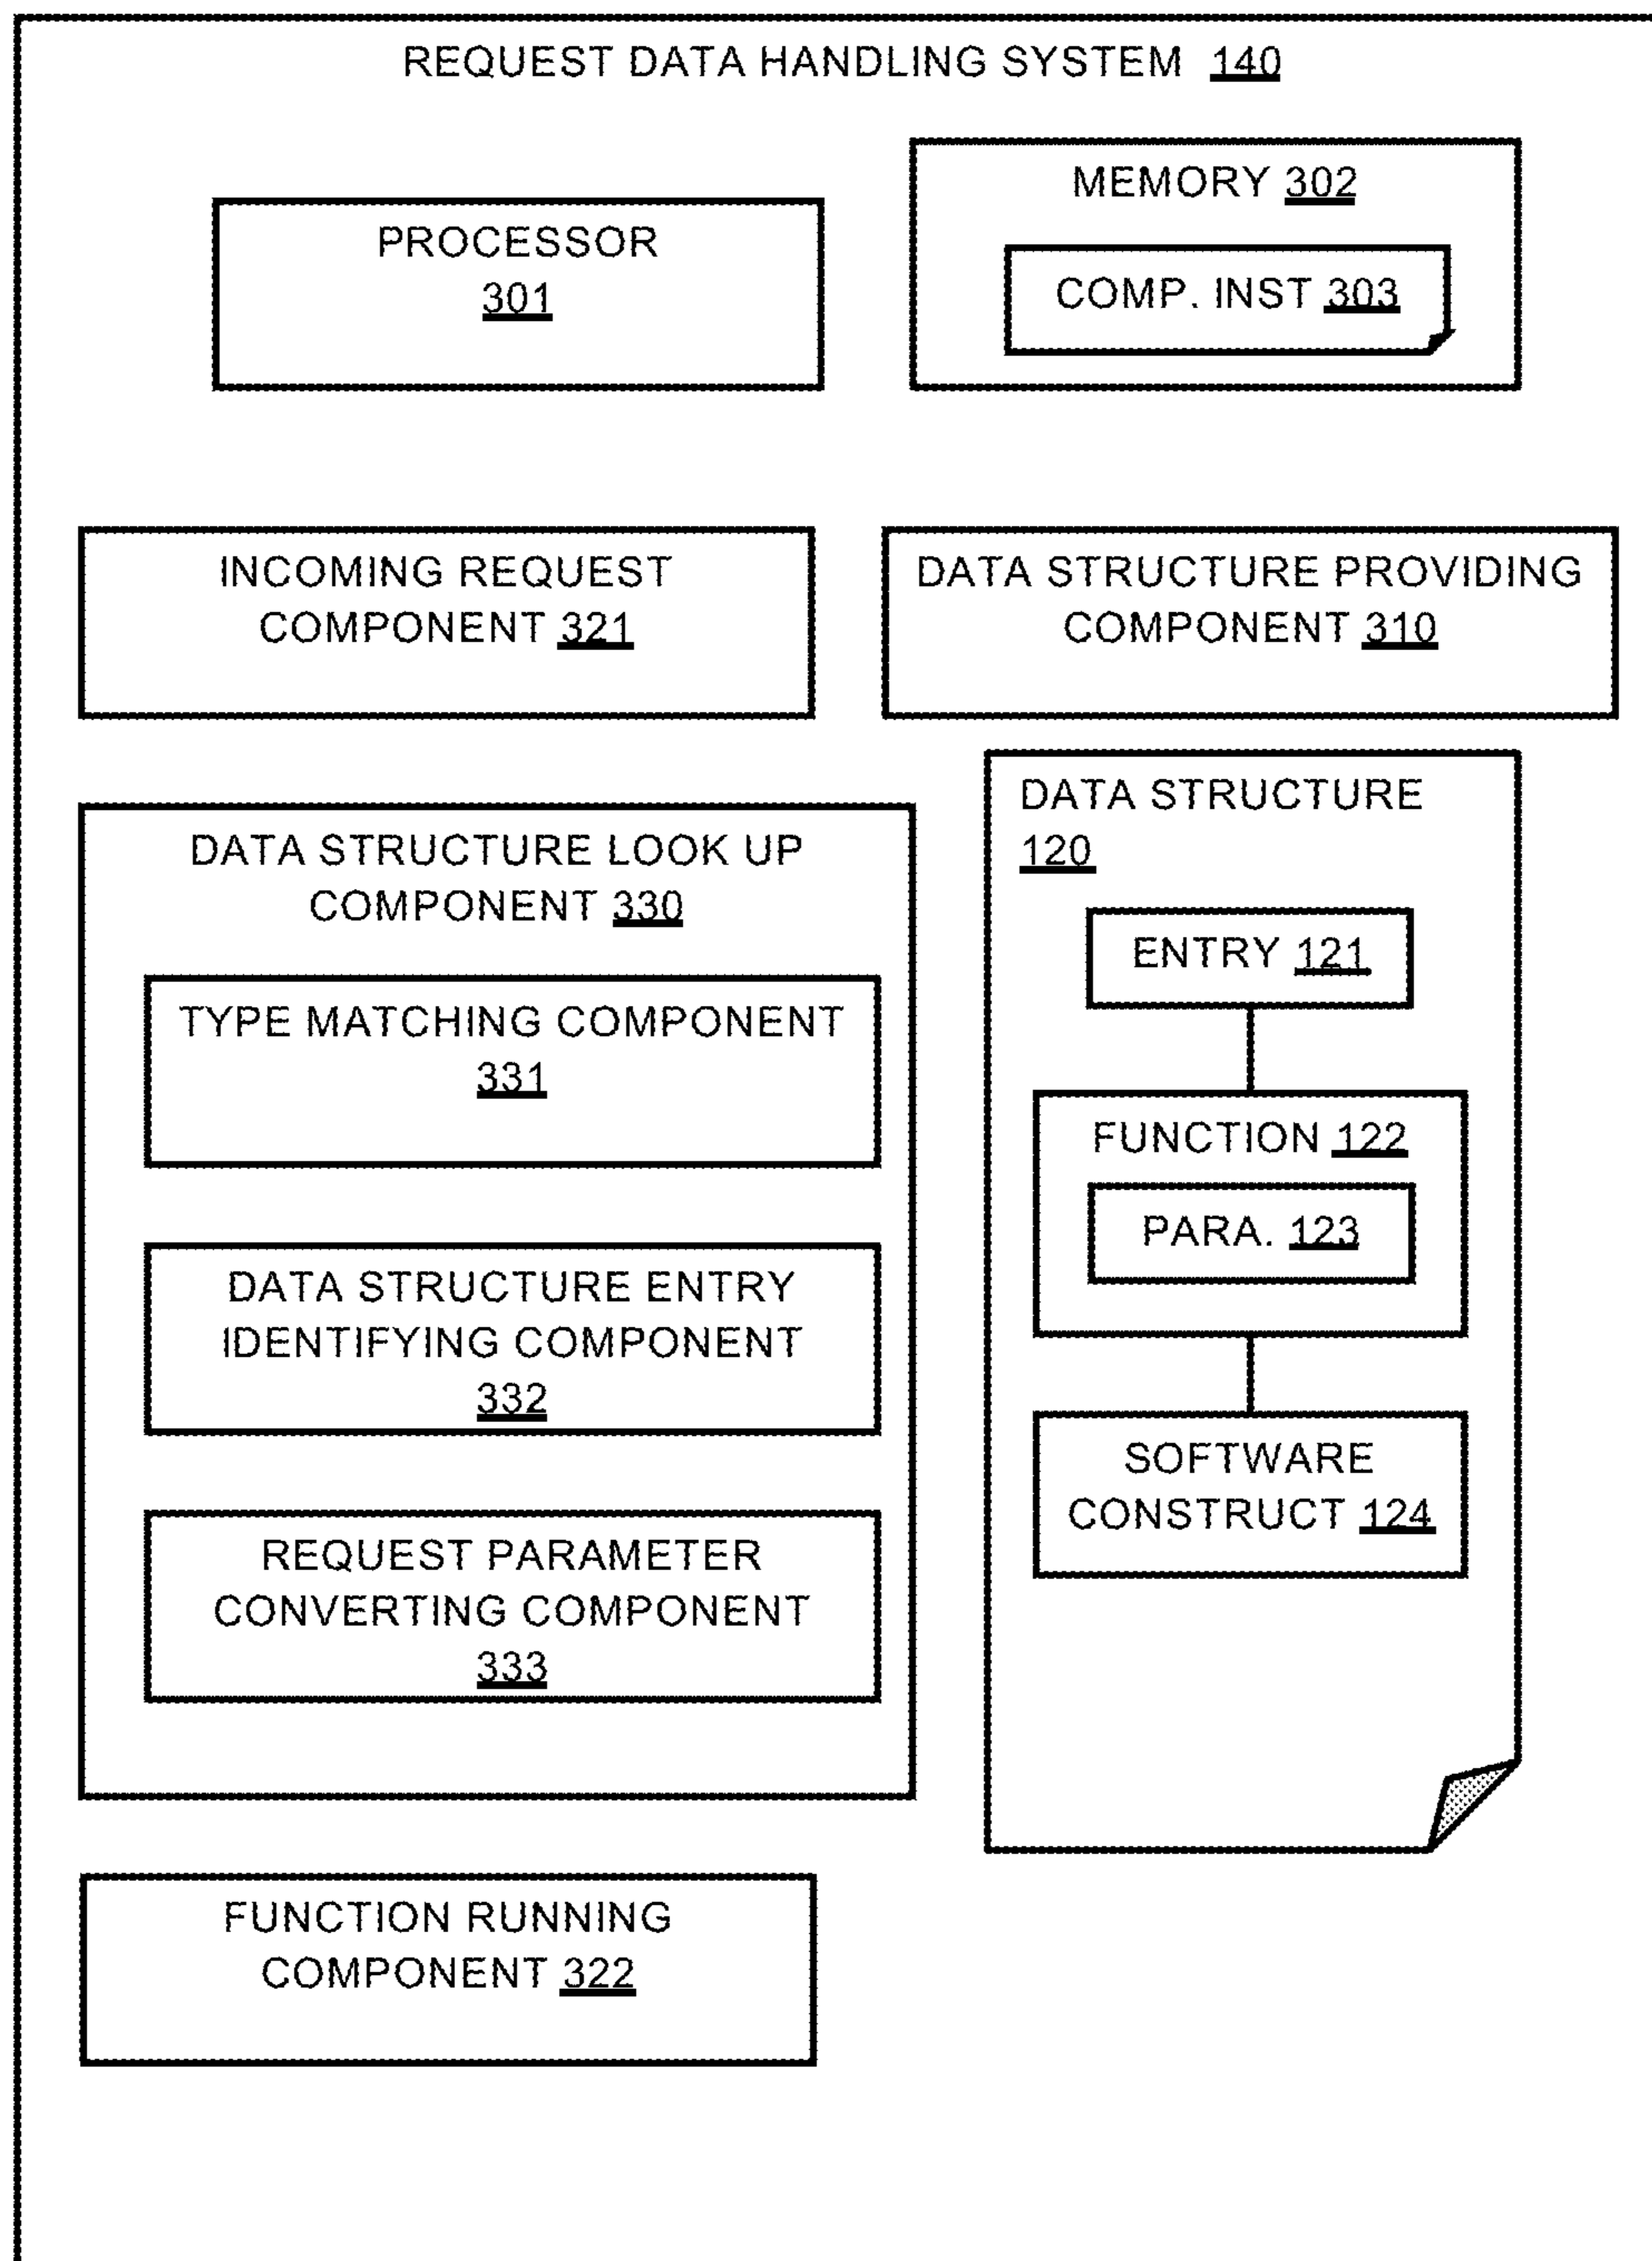 REQUEST DATA HANDLING SYSTEM 140
PROCESSOR
301
MEMORY 302
COMP. INST 303
INCOMING REQUEST
COMPONENT 321
DATA STRUCTURE PROVIDING
COMPONENT 310
DATA STRUCTURE LOOK UP
COMPONENT 330
TYPE MATCHING COMPONENT
331
DATA STRUCTURE ENTRY
IDENTIFYING COMPONENT
332
REQUEST PARAMETER
CONVERTING COMPONENT
333
DATA STRUCTURE
120
ENTRY 121
FUNCTION 122
PARA. 123
SOFTWARE
CONSTRUCT 124
FUNCTION RUNNING
COMPONENT 322